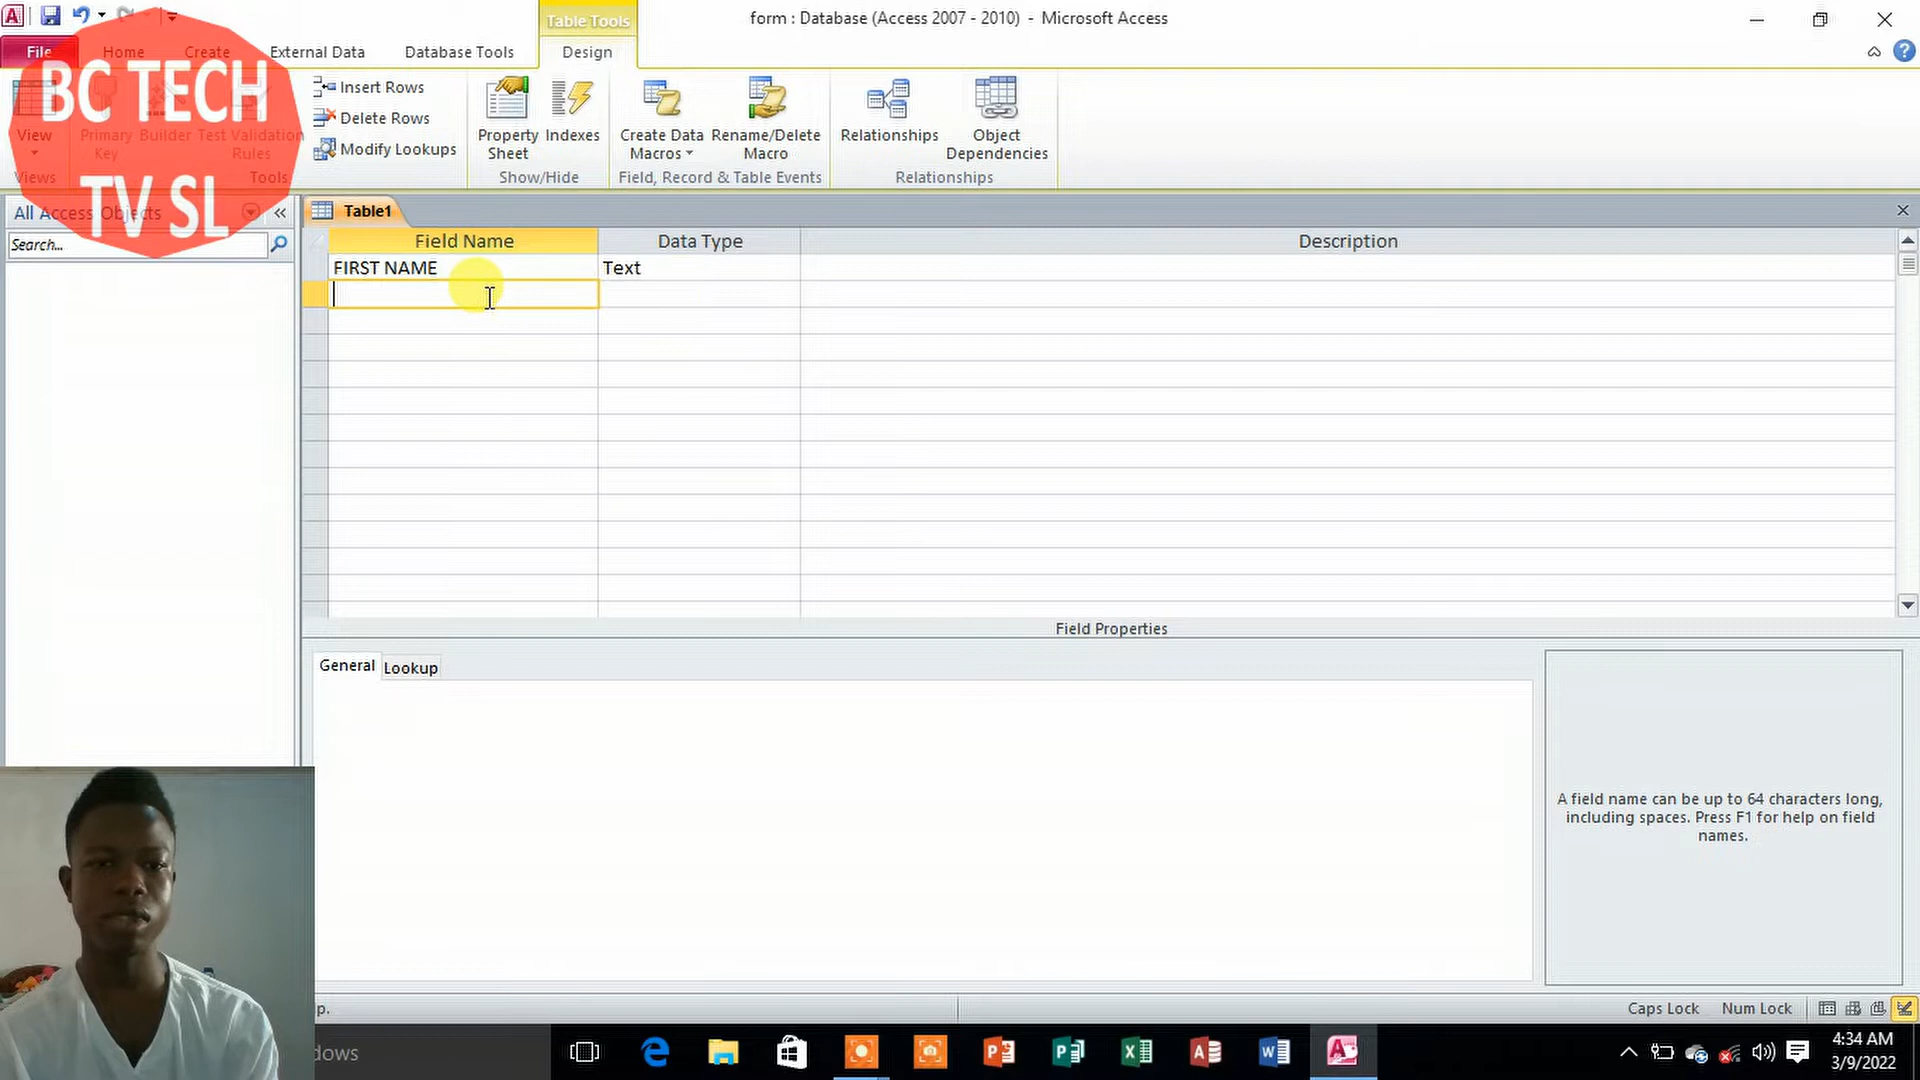 form : Database (Access 2007 - 2010) - Microsoft Access
Table Tools
File
Home
Create
External Data
Database Tools
Design
BC TECH
TV SL
View
Primary Key
Builder
Test Validation Rules
Insert Rows
Delete Rows
Modify Lookups
Property Sheet
Indexes
Create Data Macros
Rename/Delete Macro
Relationships
Object Dependencies
Views
Tools
Show/Hide
Field, Record & Table Events
Relationships
All Access Objects
Search...
Table1
Field Name
Data Type
Description
FIRST NAME
Text
Field Properties
General
Lookup
A field name can be up to 64 characters long,
including spaces. Press F1 for help on field
names.
p.
Caps Lock
Num Lock
dows
4:34 AM
3/9/2022